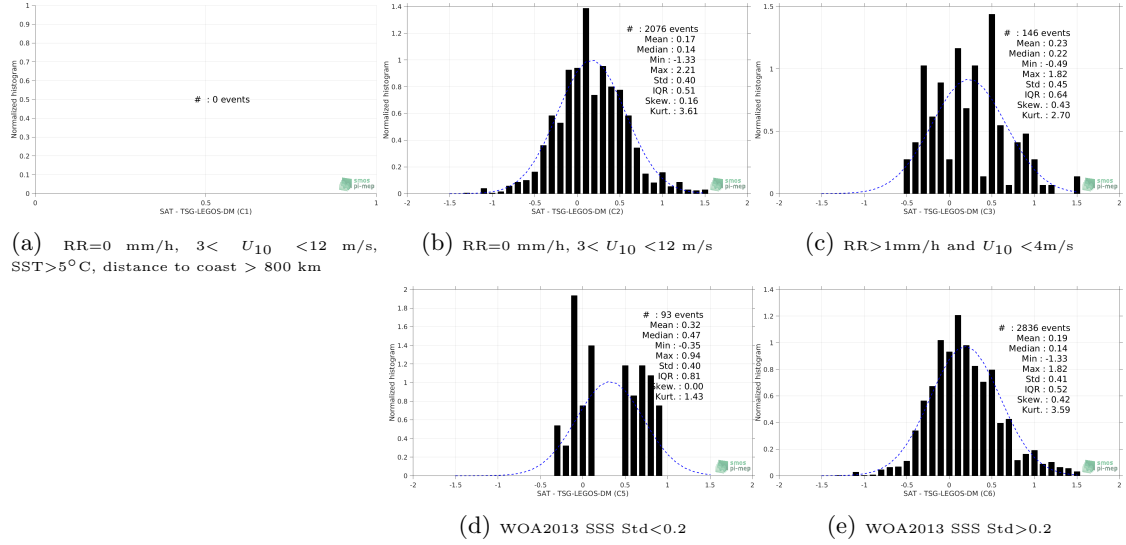 1
0.9
0.8
0.7
0.6
0.5
0.4
0.3
0.2
0.1
0
Normalized histogram
# : 0 events
0 0.5 1
SAT - TSG-LEGOS-DM (C1)
smos
pi-mep
(a) RR=0 mm/h, 3< U10 <12 m/s,
SST>5°C, distance to coast > 800 km
1.4
1.2
1
0.8
0.6
0.4
0.2
0
Normalized histogram
# : 2076 events
Mean : 0.17
Median : 0.14
Min : -1.33
Max : 2.21
Std : 0.40
IQR : 0.51
Skew. : 0.16
Kurt. : 3.61
-2 -1.5 -1 -0.5 0 0.5 1 1.5 2
SAT - TSG-LEGOS-DM (C2)
smos
pi-mep
(b) RR=0 mm/h, 3< U10 <12 m/s
1.5
1
0.5
0
Normalized histogram
# : 146 events
Mean : 0.23
Median : 0.22
Min : -0.49
Max : 1.82
Std : 0.45
IQR : 0.64
Skew. : 0.43
Kurt. : 2.70
-2 -1.5 -1 -0.5 0 0.5 1 1.5 2
SAT - TSG-LEGOS-DM (C3)
smos
pi-mep
(c) RR>1mm/h and U10 <4m/s
2
1.8
1.6
1.4
1.2
1
0.8
0.6
0.4
0.2
0
Normalized histogram
# : 93 events
Mean : 0.32
Median : 0.47
Min : -0.35
Max : 0.94
Std : 0.40
IQR : 0.81
Skew. : 0.00
Kurt. : 1.43
-2 -1.5 -1 -0.5 0 0.5 1 1.5 2
SAT - TSG-LEGOS-DM (C5)
smos
pi-mep
(d) WOA2013 SSS Std<0.2
1.4
1.2
1
0.8
0.6
0.4
0.2
0
Normalized histogram
# : 2836 events
Mean : 0.19
Median : 0.14
Min : -1.33
Max : 1.82
Std : 0.41
IQR : 0.52
Skew. : 0.42
Kurt. : 3.59
-2 -1.5 -1 -0.5 0 0.5 1 1.5 2
SAT - TSG-LEGOS-DM (C6)
smos
pi-mep
(e) WOA2013 SSS Std>0.2